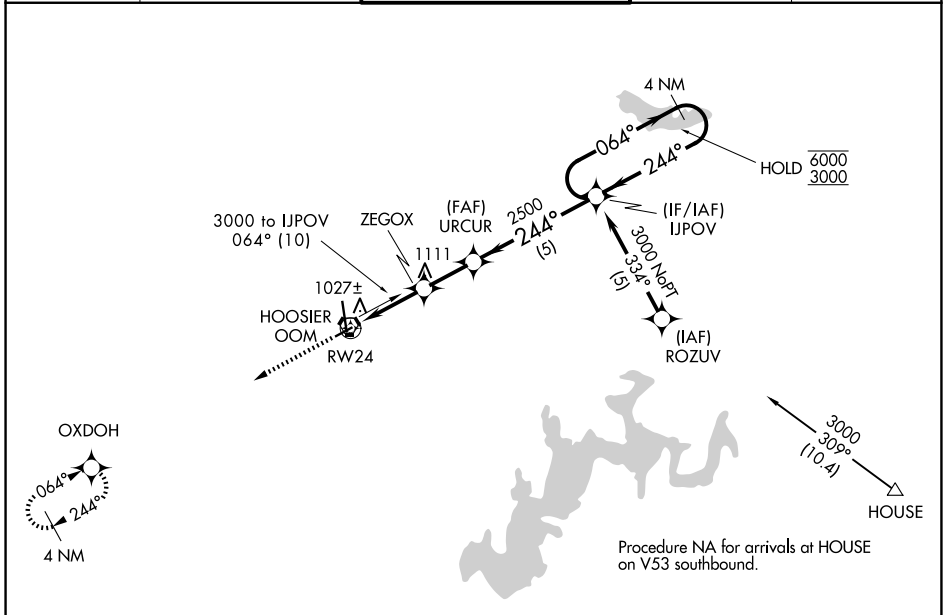 4 NM
064°
244°
HOLD 6000
3000
(IF/IAF)
IJPOV
2500
244°
(5)
(FAF)
URCUR
ZEGOX
3000 to IJPOV
064° (10)
1111
1027±
HOOSIER
OOM
RW24
3000 NoPT
334°
(5)
(IAF)
ROZUV
OXDOH
064°
244°
4 NM
3000
309°
(10.4)
HOUSE
Procedure NA for arrivals at HOUSE
on V53 southbound.